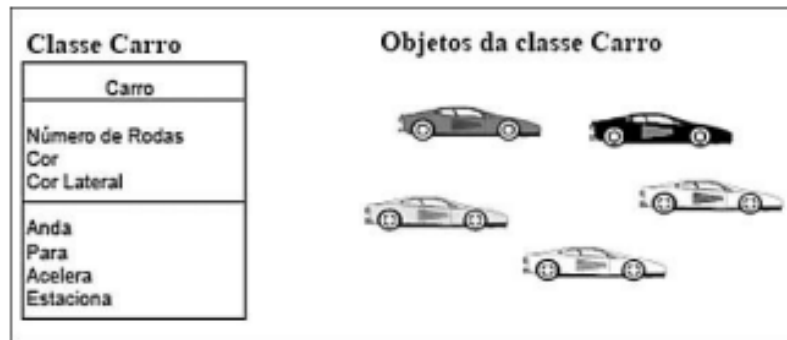 Classe Carro
Objetos da classe Carro
Carro
Número de Rodas
Cor
Cor Lateral
Anda
Para
Acelera
Estaciona